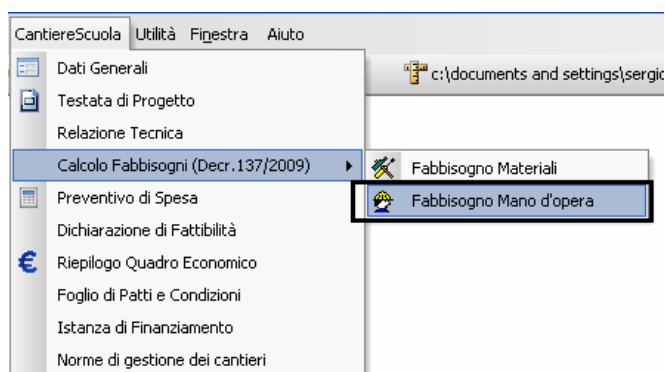 CantiereScuola Utilità Finestra Aiuto
Dati Generali
c:\documents and settings\sergio
Testata di Progetto
Relazione Tecnica
Calcolo Fabbisogni (Decr.137/2009)
Fabbisogno Materiali
Preventivo di Spesa
Fabbisogno Mano d'opera
Dichiarazione di Fattibilità
€ Riepilogo Quadro Economico
Foglio di Patti e Condizioni
Istanza di Finanziamento
Norme di gestione dei cantieri